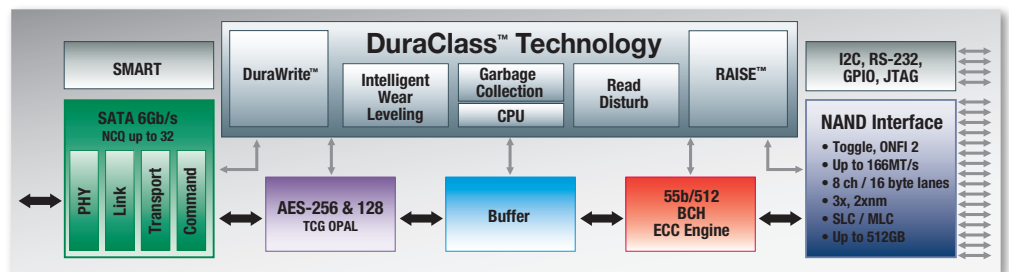 DuraClass™ Technology
SMART
DuraWrite™
Intelligent
Wear
Leveling
Garbage
Collection
CPU
Read
Disturb
RAISE™
I2C, RS-232,
GPIO, JTAG
SATA 6Gb/s
NCQ up to 32
PHY
Link
Transport
Command
AES-256 & 128
TCG OPAL
Buffer
55b/512
BCH
ECC Engine
NAND Interface
• Toggle, ONFI 2
• Up to 166MT/s
• 8 ch / 16 byte lanes
• 3x, 2xnm
• SLC / MLC
• Up to 512GB